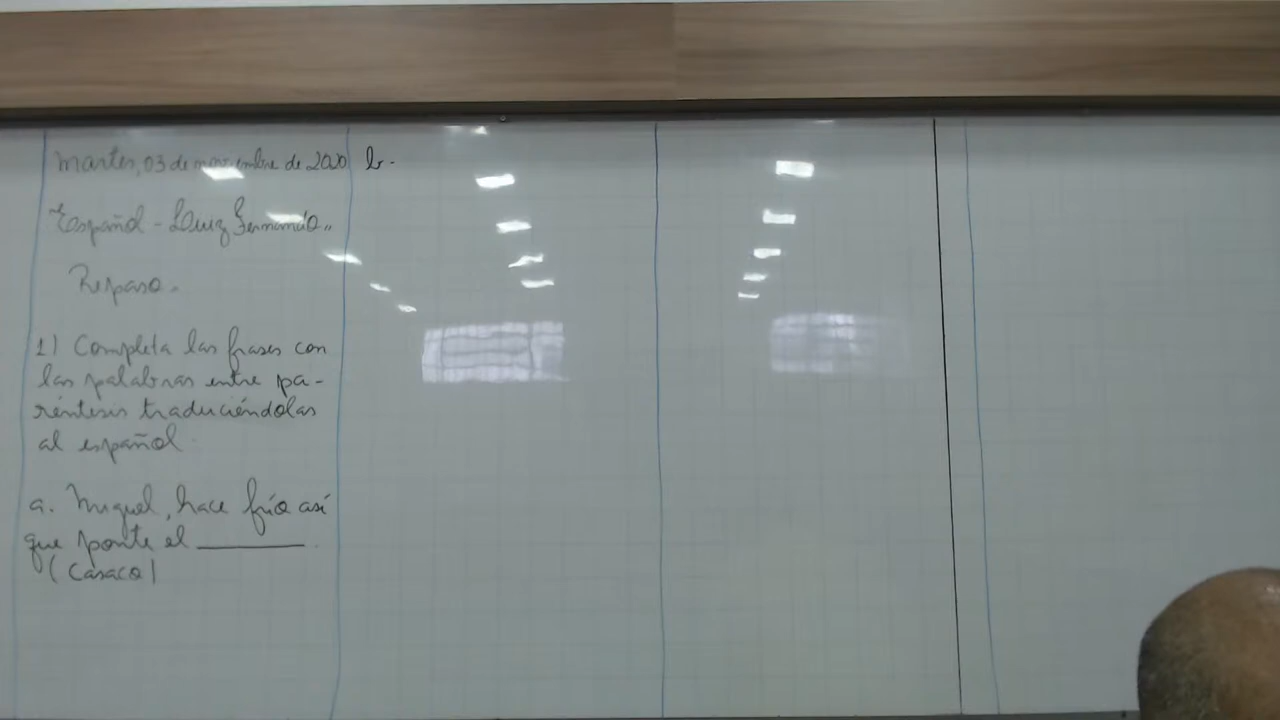 Martes, 03 de noviembre de 2020
Español - Luiz Fernando.,
Repaso.
1) Completa las frases con
las palabras entre pa-
réntesis traduciéndolas
al español.
a. Miguel, hace frío así
que ponte el ________.
(Casaco)